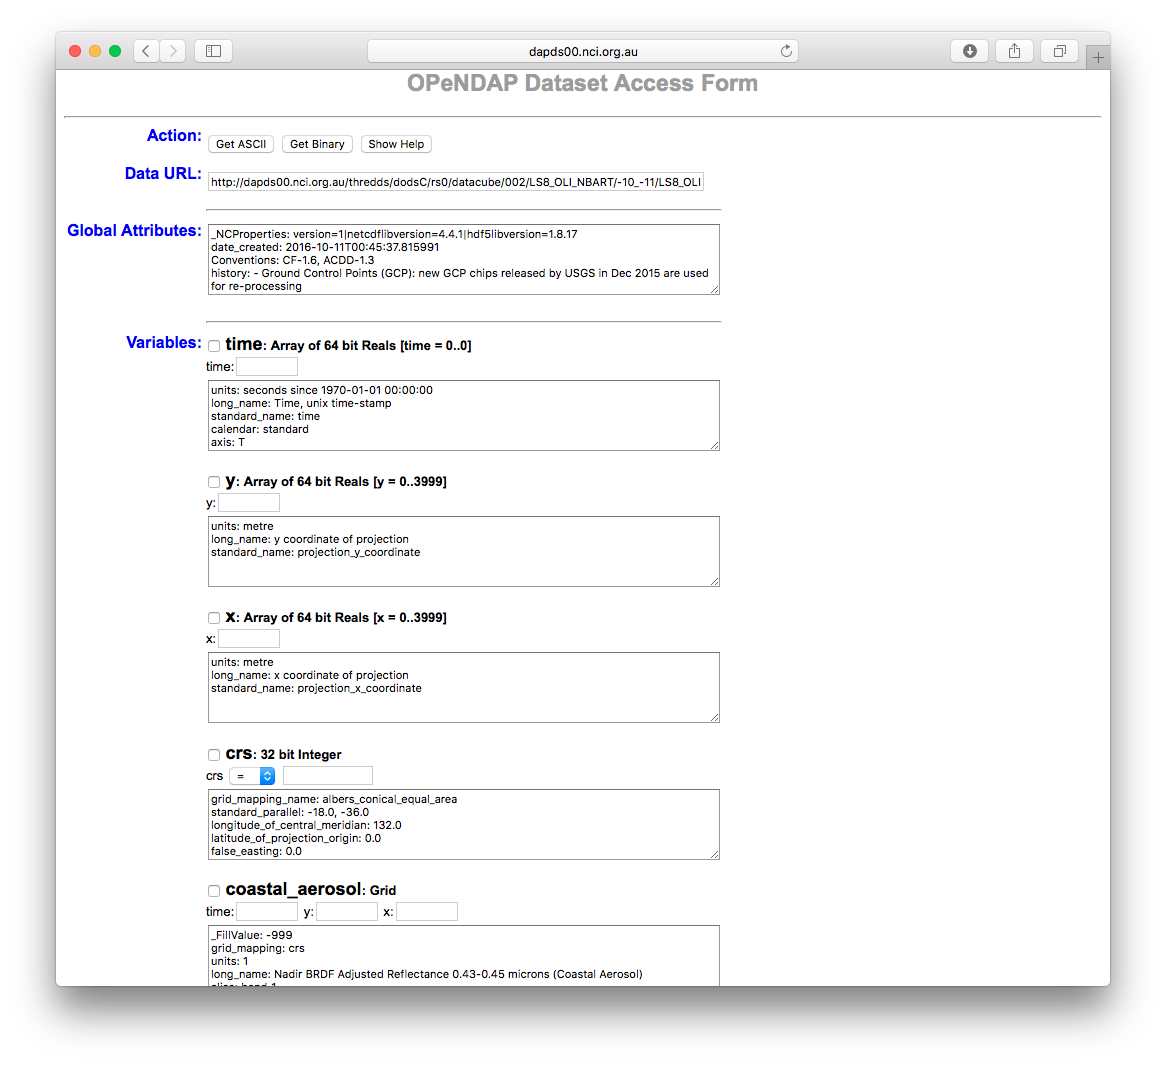 dapds00.nci.org.au
OPeNDAP Dataset Access Form
Action: Get ASCII Get Binary Show Help
Data URL: http://dapds00.nci.org.au/thredds/dodsC/rs0/datacube/002/LS8_OLI_NBART/-10_-11/LS8_OLI
Global Attributes: _NCProperties: version=1|netcdflibversion=4.4.1|hdf5libversion=1.8.17
date_created: 2016-10-11T00:45:37.815991
Conventions: CF-1.6, ACDD-1.3
history: - Ground Control Points (GCP): new GCP chips released by USGS in Dec 2015 are used
for re-processing
Variables: time: Array of 64 bit Reals [time = 0..0]
time:
units: seconds since 1970-01-01 00:00:00
long_name: Time, unix time-stamp
standard_name: time
calendar: standard
axis: T
y: Array of 64 bit Reals [y = 0..3999]
y:
units: metre
long_name: y coordinate of projection
standard_name: projection_y_coordinate
x: Array of 64 bit Reals [x = 0..3999]
x:
units: metre
long_name: x coordinate of projection
standard_name: projection_x_coordinate
crs: 32 bit Integer
crs =
grid_mapping_name: albers_conical_equal_area
standard_parallel: -18.0, -36.0
longitude_of_central_meridian: 132.0
latitude_of_projection_origin: 0.0
false_easting: 0.0
coastal_aerosol: Grid
time: y: x:
_FillValue: -999
grid_mapping: crs
units: 1
long_name: Nadir BRDF Adjusted Reflectance 0.43-0.45 microns (Coastal Aerosol)